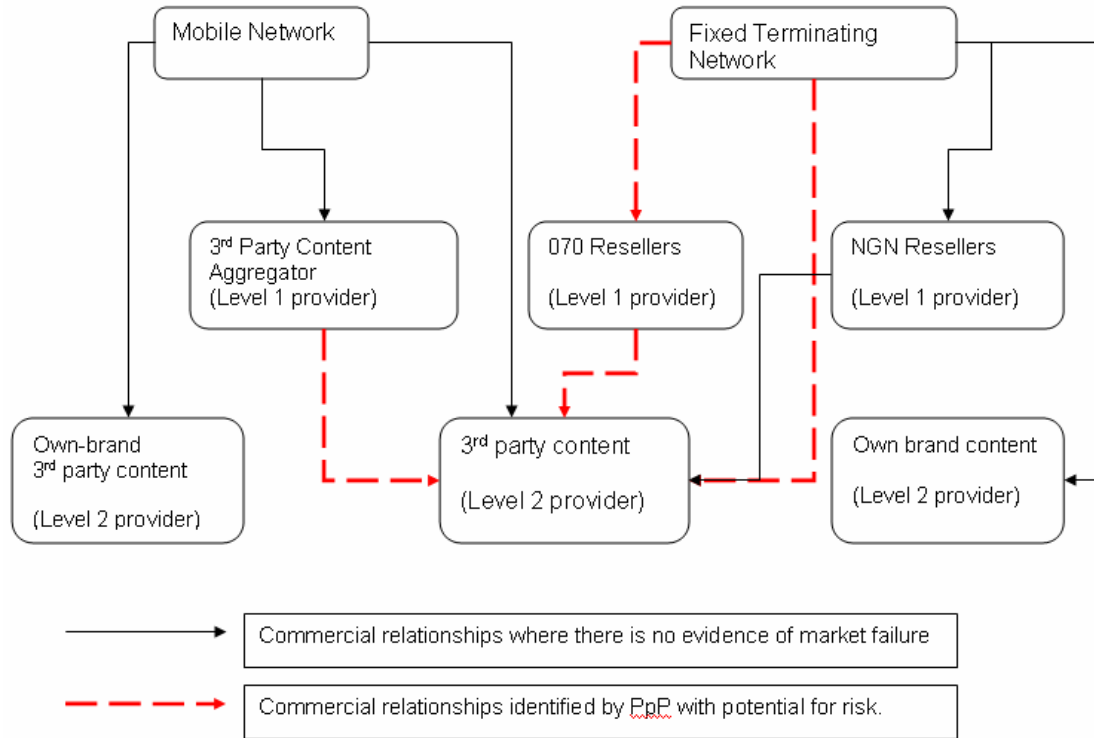 Mobile Network
Fixed Terminating
Network
3rd Party Content
Aggregator
(Level 1 provider)
070 Resellers
(Level 1 provider)
NGN Resellers
(Level 1 provider)
Own-brand
3rd party content
(Level 2 provider)
3rd party content
(Level 2 provider)
Own brand content
(Level 2 provider)
Commercial relationships where there is no evidence of market failure
Commercial relationships identified by PpP with potential for risk.